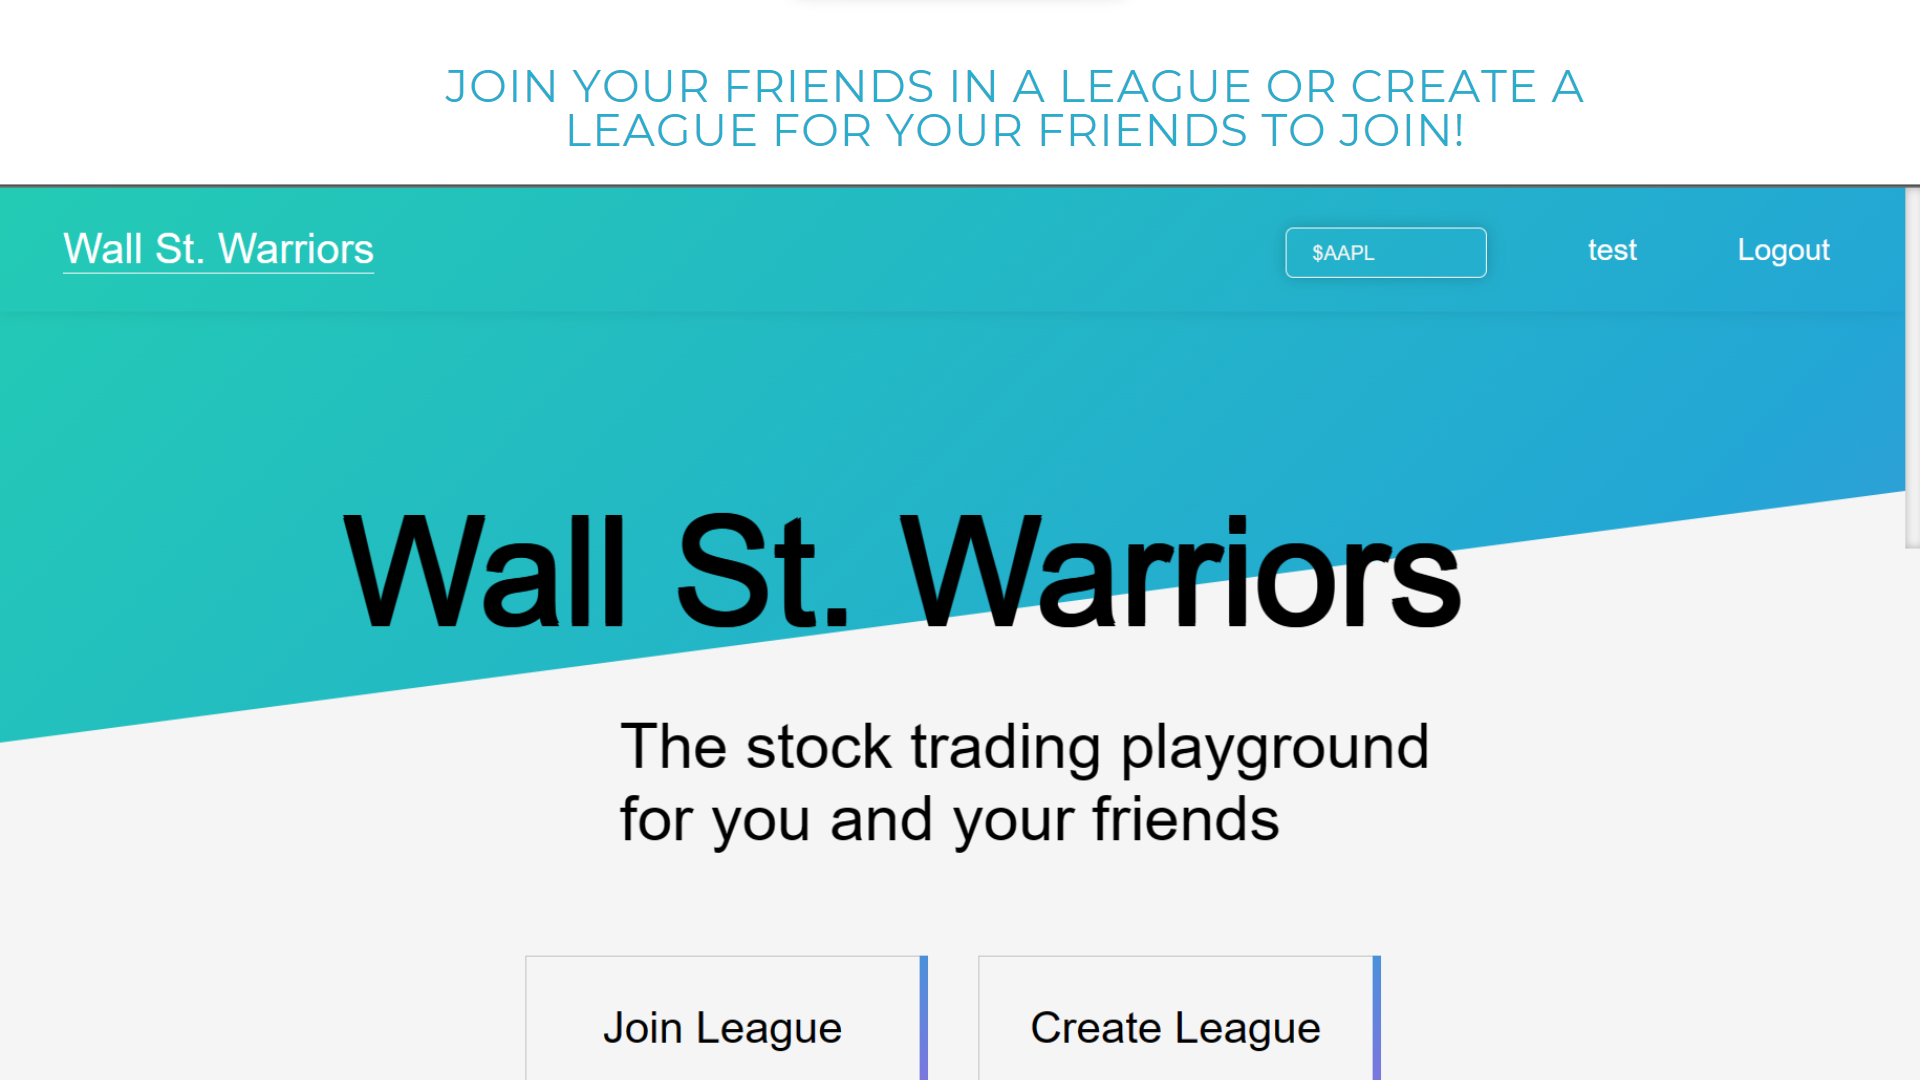 JOIN YOUR FRIENDS IN A LEAGUE OR CREATE A
LEAGUE FOR YOUR FRIENDS TO JOIN!
Wall St. Warriors
$AAPL
test
Logout
Wall St. Warriors
The stock trading playground
for you and your friends
Join League
Create League